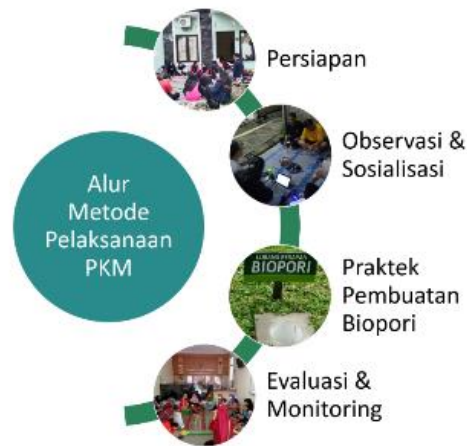 Alur
Metode
Pelaksanaan
PKM
Persiapan
Observasi &
Sosialisasi
BIOPORI
Praktek
Pembuatan
Biopori
Evaluasi &
Monitoring